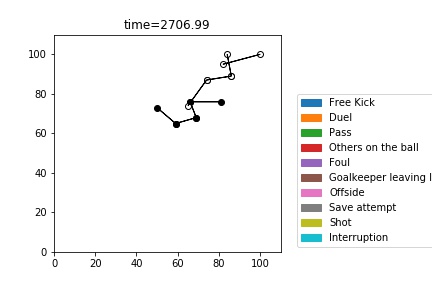 time=2706.99
100
80
60
40
20
0
0 20 40 60 80 100
Free Kick
Duel
Pass
Others on the ball
Foul
Goalkeeper leaving l
Offside
Save attempt
Shot
Interruption